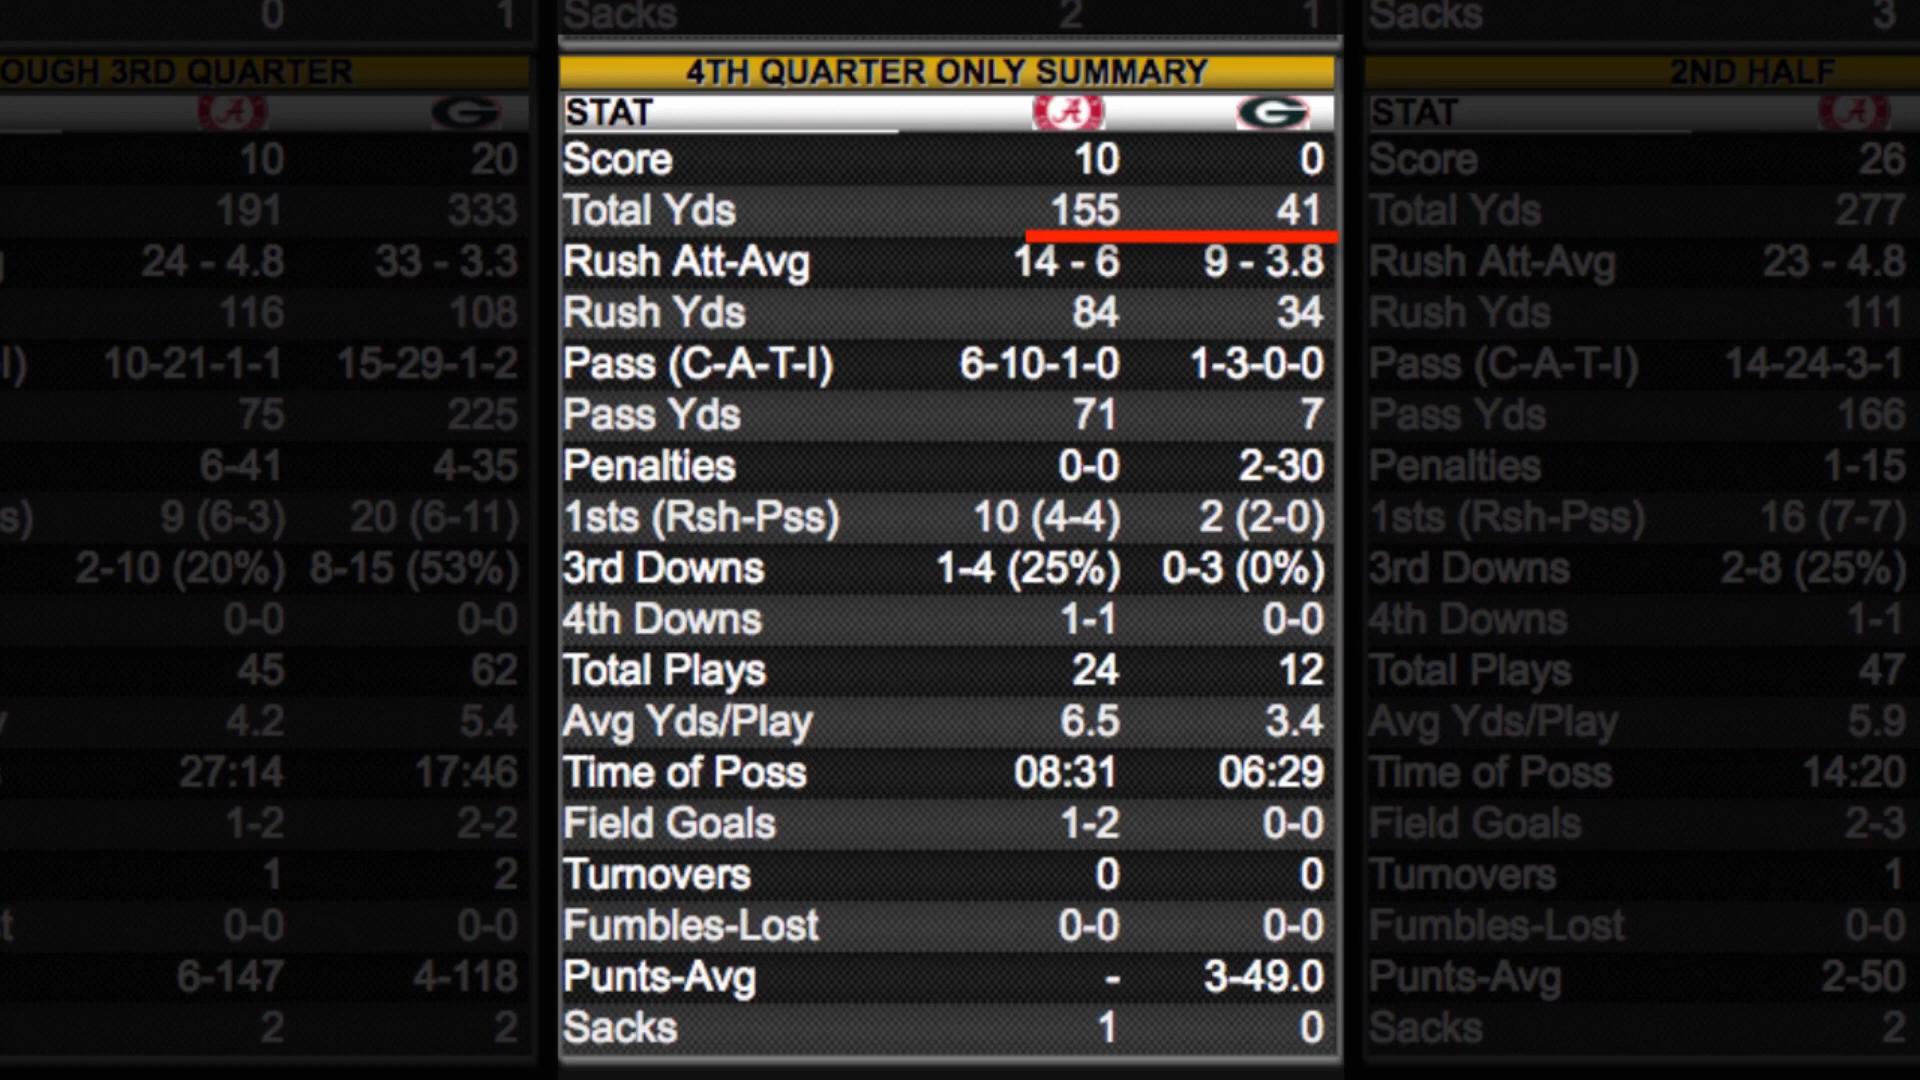 0 1
Sacks 2 1
Sacks 3
OUGH 3RD QUARTER
10 20
191 333
24 - 4.8 33 - 3.3
116 108
I) 10-21-1-1 15-29-1-2
75 225
6-41 4-35
s) 9 (6-3) 20 (6-11)
2-10 (20%) 8-15 (53%)
0-0 0-0
45 62
4.2 5.4
27:14 17:46
1-2 2-2
1 2
t 0-0 0-0
6-147 4-118
2 2
4TH QUARTER ONLY SUMMARY
STAT A G
Score 10 0
Total Yds 155 41
Rush Att-Avg 14 - 6 9 - 3.8
Rush Yds 84 34
Pass (C-A-T-I) 6-10-1-0 1-3-0-0
Pass Yds 71 7
Penalties 0-0 2-30
1sts (Rsh-Pss) 10 (4-4) 2 (2-0)
3rd Downs 1-4 (25%) 0-3 (0%)
4th Downs 1-1 0-0
Total Plays 24 12
Avg Yds/Play 6.5 3.4
Time of Poss 08:31 06:29
Field Goals 1-2 0-0
Turnovers 0 0
Fumbles-Lost 0-0 0-0
Punts-Avg - 3-49.0
Sacks 1 0
2ND HALF
STAT A
Score 26
Total Yds 277
Rush Att-Avg 23 - 4.8
Rush Yds 111
Pass (C-A-T-I) 14-24-3-1
Pass Yds 166
Penalties 1-15
1sts (Rsh-Pss) 16 (7-7)
3rd Downs 2-8 (25%)
4th Downs 1-1
Total Plays 47
Avg Yds/Play 5.9
Time of Poss 14:20
Field Goals 2-3
Turnovers 1
Fumbles-Lost 0-0
Punts-Avg 2-50
Sacks 2